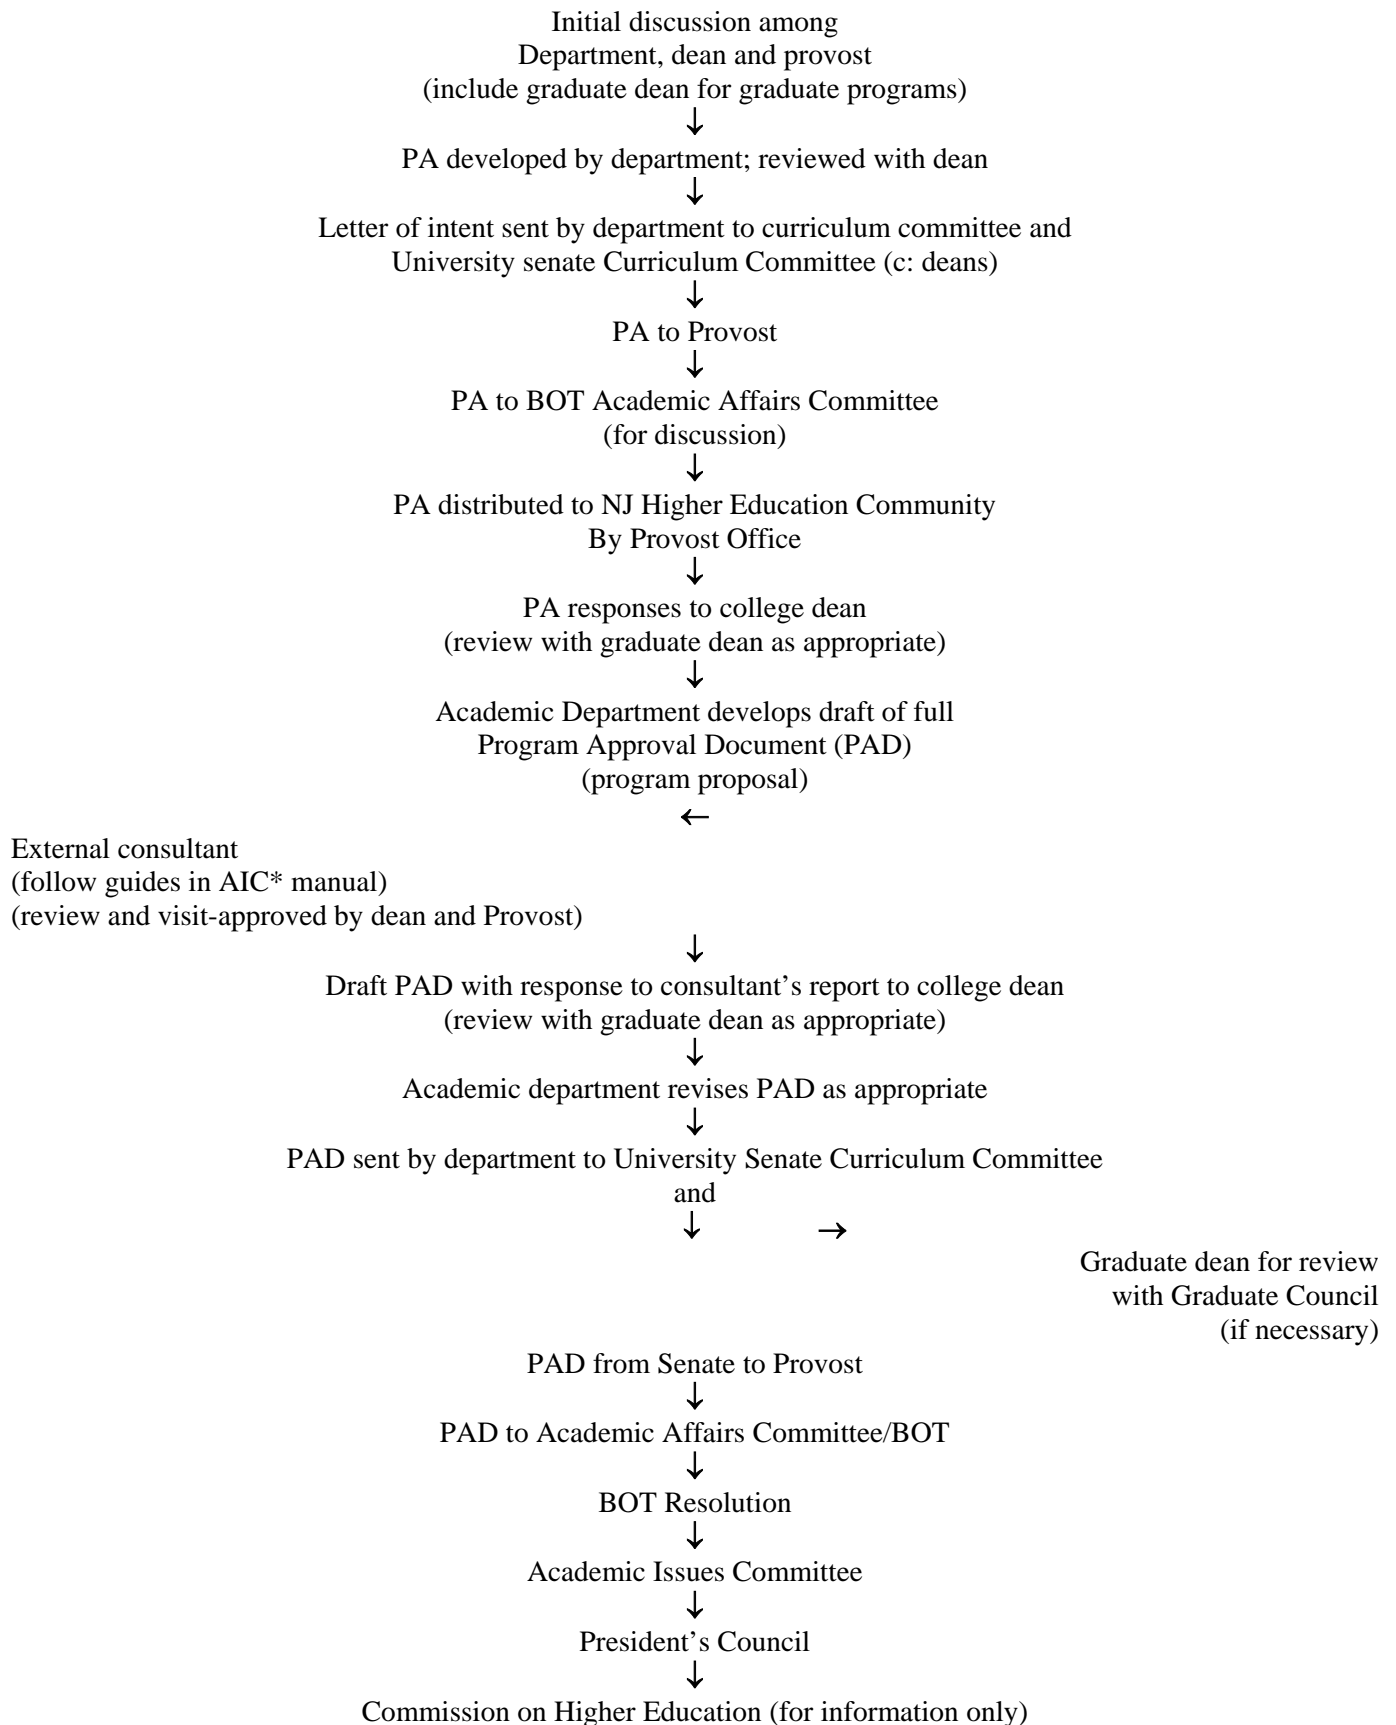 Initial discussion among
Department, dean and provost
(include graduate dean for graduate programs)
↓
PA developed by department; reviewed with dean
↓
Letter of intent sent by department to curriculum committee and
University senate Curriculum Committee (c: deans)
↓
PA to Provost
↓
PA to BOT Academic Affairs Committee
(for discussion)
↓
PA distributed to NJ Higher Education Community
By Provost Office
↓
PA responses to college dean
(review with graduate dean as appropriate)
↓
Academic Department develops draft of full
Program Approval Document (PAD)
(program proposal)
←
External consultant
(follow guides in AIC* manual)
(review and visit-approved by dean and Provost)
↓
Draft PAD with response to consultant’s report to college dean
(review with graduate dean as appropriate)
↓
Academic department revises PAD as appropriate
↓
PAD sent by department to University Senate Curriculum Committee
and
↓ →
Graduate dean for review
with Graduate Council
(if necessary)
PAD from Senate to Provost
↓
PAD to Academic Affairs Committee/BOT
↓
BOT Resolution
↓
Academic Issues Committee
↓
President’s Council
↓
Commission on Higher Education (for information only)